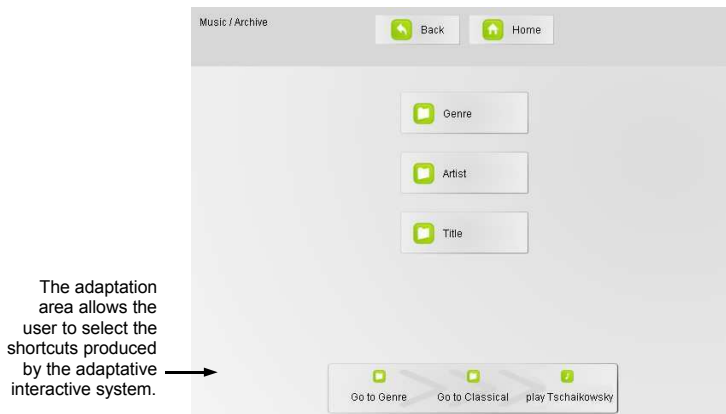 Music / Archive
Back
Home
Genre
Artist
Title
The adaptation
area allows the
user to select the
shortcuts produced
by the adaptive
interactive system.
Go to Genre
Go to Classical
play Tschaikowsky